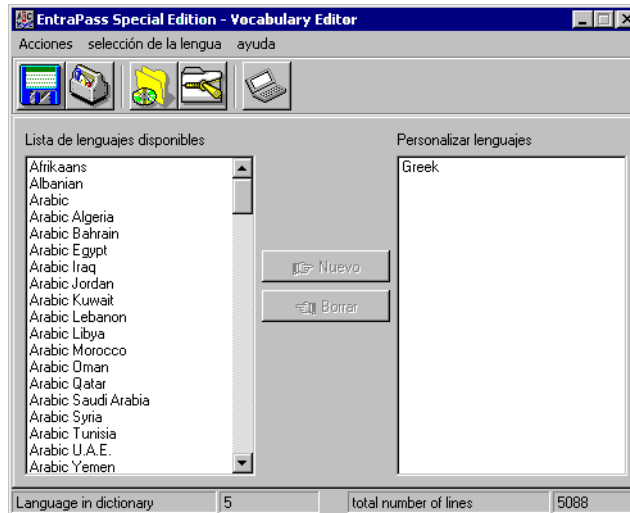 EntraPass Special Edition - Vocabulary Editor
Acciones selección de la lengua ayuda
Lista de lenguajes disponibles
Personalizar lenguajes
Afrikaans
Albanian
Arabic
Arabic Algeria
Arabic Bahrain
Arabic Egypt
Arabic Iraq
Arabic Jordan
Arabic Kuwait
Arabic Lebanon
Arabic Libya
Arabic Morocco
Arabic Oman
Arabic Qatar
Arabic Saudi Arabia
Arabic Syria
Arabic Tunisia
Arabic U.A.E.
Arabic Yemen
Nuevo
Borrar
Greek
Language in dictionary 5 total number of lines 5088